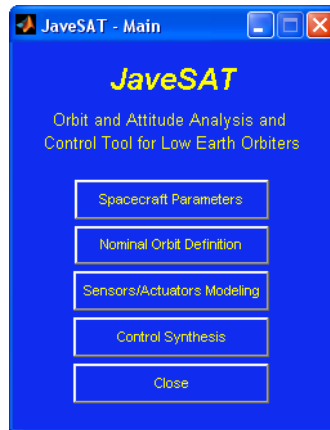 JaveSAT - Main
JaveSAT
Orbit and Attitude Analysis and
Control Tool for Low Earth Orbiters
Spacecraft Parameters
Nominal Orbit Definition
Sensors/Actuators Modeling
Control Synthesis
Close